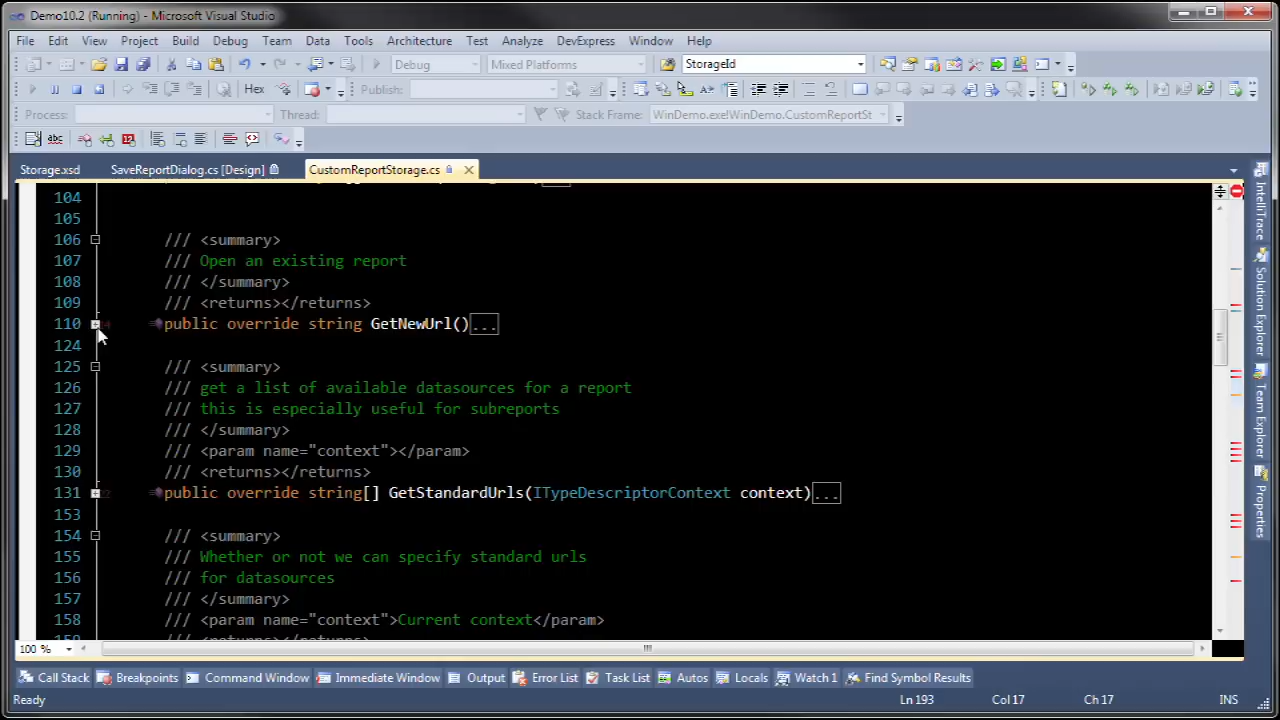 Demo10.2 (Running) - Microsoft Visual Studio
File Edit View Project Build Debug Team Data Tools Architecture Test Analyze DevExpress Window Help
Debug Mixed Platforms StorageId
Hex Publish:
Process: Thread: Stack Frame: WinDemo.exe!WinDemo.CustomReportSt
abc
Storage.xsd SaveReportDialog.cs [Design] CustomReportStorage.cs
104
105
106 /// <summary>
107 /// Open an existing report
108 /// </summary>
109 /// <returns></returns>
110 public override string GetNewUrl()...
124
125 /// <summary>
126 /// get a list of available datasources for a report
127 /// this is especially useful for subreports
128 /// </summary>
129 /// <param name="context"></param>
130 /// <returns></returns>
131 public override string[] GetStandardUrls(ITypeDescriptorContext context)...
153
154 /// <summary>
155 /// Whether or not we can specify standard urls
156 /// for datasources
157 /// </summary>
158 /// <param name="context">Current context</param>
159 /// <returns></returns>
IntelliTrace
Solution Explorer
Team Explorer
Properties
100 %
Call Stack Breakpoints Command Window Immediate Window Output Error List Task List Autos Locals Watch 1 Find Symbol Results
Ready Ln 193 Col 17 Ch 17 INS